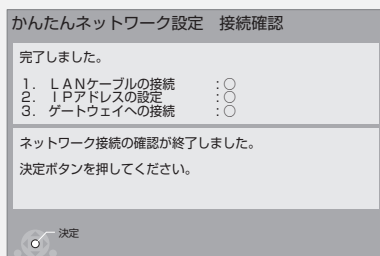 かんたんネットワーク設定　接続確認
完了しました。
1.　ＬＡＮケーブルの接続　：○
2.　ＩＰアドレスの設定　：○
3.　ゲートウェイへの接続　：○
ネットワーク接続の確認が終了しました。
決定ボタンを押してください。
決定